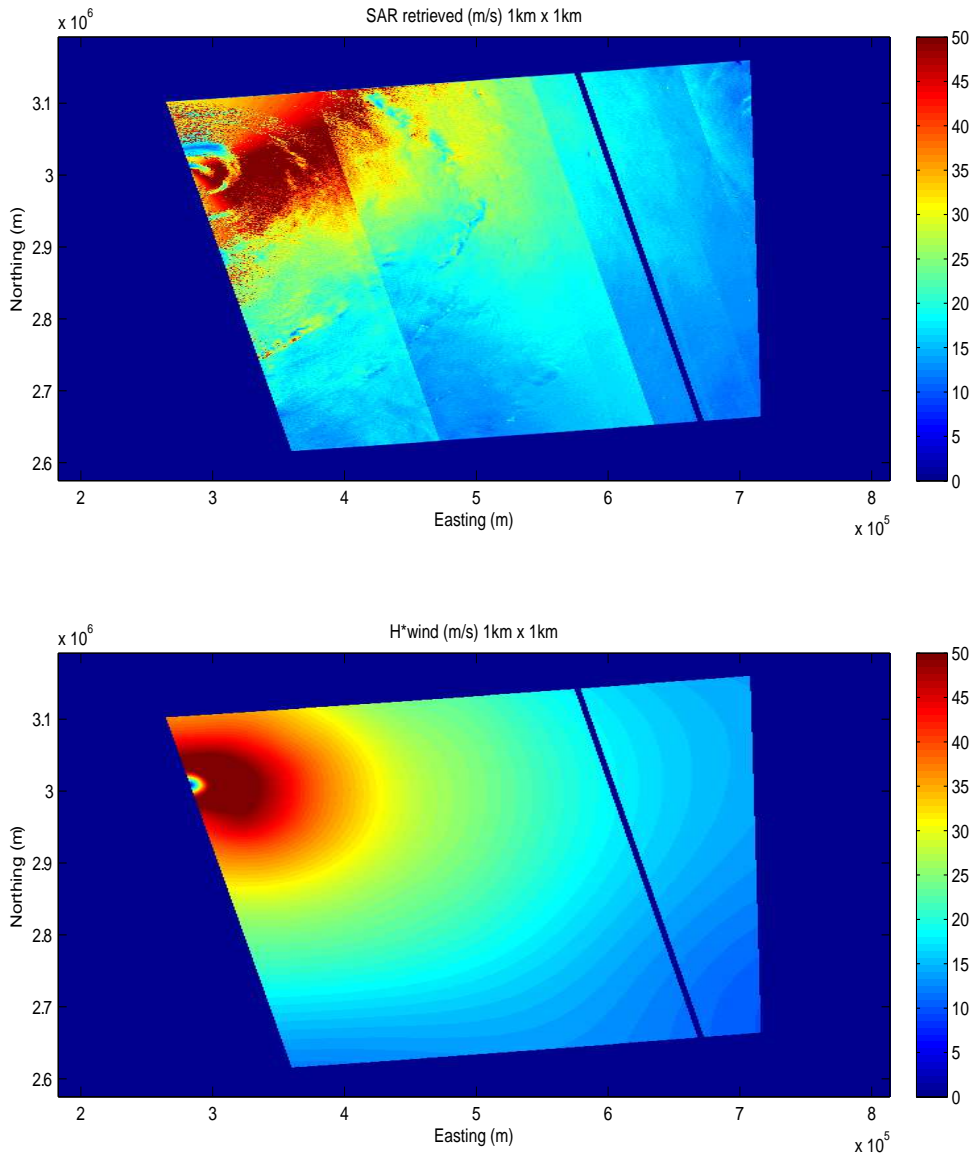 SAR retrieved (m/s) 1km x 1km
x 10^6
3.1
3
2.9
2.8
2.7
2.6
Northing (m)
2 3 4 5 6 7 8
Easting (m)
x 10^5
50
45
40
35
30
25
20
15
10
5
0
H*wind (m/s) 1km x 1km
x 10^6
3.1
3
2.9
2.8
2.7
2.6
Northing (m)
2 3 4 5 6 7 8
Easting (m)
x 10^5
50
45
40
35
30
25
20
15
10
5
0